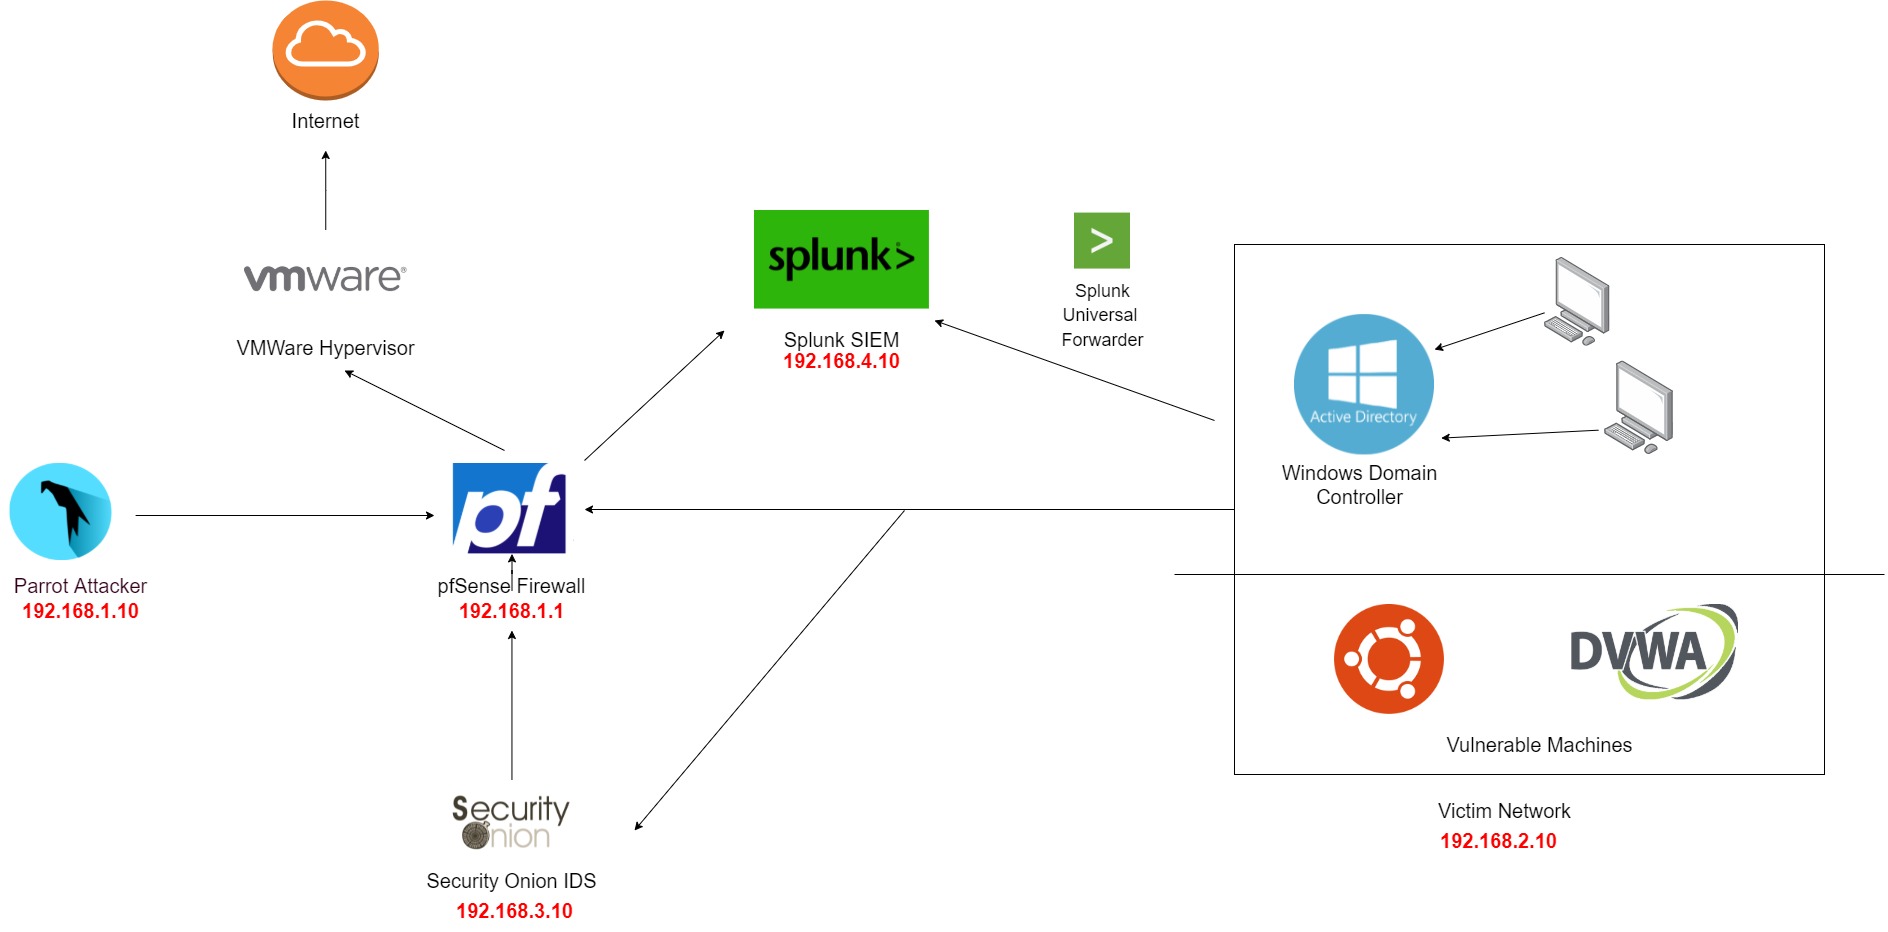 Internet
vmware®
VMWare Hypervisor
splunk>
Splunk SIEM
192.168.4.10
>
Splunk
Universal
Forwarder
Active Directory
Windows Domain
Controller
Parrot Attacker
192.168.1.10
pf
pfSense Firewall
192.168.1.1
DVWA
Vulnerable Machines
Victim Network
192.168.2.10
Security
Onion
Security Onion IDS
192.168.3.10